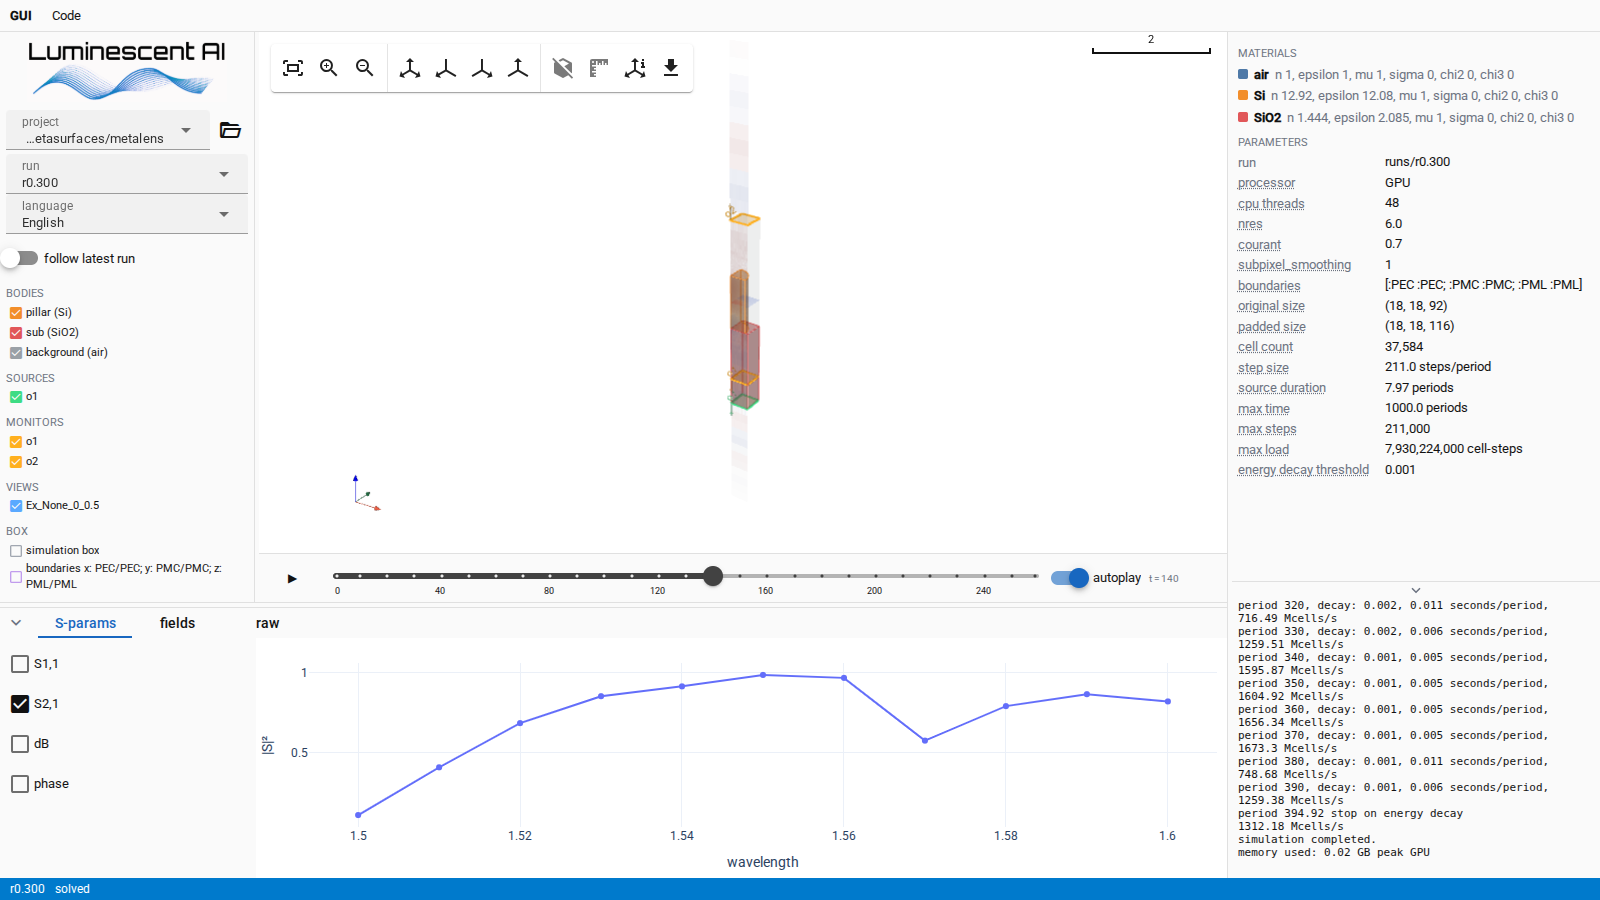 GUI Code
Luminescent AI
project
...etasurfaces/metalens
run
r0.300
language
English
follow latest run
BODIES
pillar (Si)
sub (SiO2)
background (air)
SOURCES
o1
MONITORS
o1
o2
VIEWS
Ex_None_0_0.5
BOX
simulation box
boundaries x: PEC/PEC; y: PMC/PMC; z:
PML/PML
2
0 40 80 120 160 200 240
autoplay t = 140
S-params fields raw
S1,1
S2,1
dB
phase
|S|²
1
0.5
1.5 1.52 1.54 1.56 1.58 1.6
wavelength
MATERIALS
air n 1, epsilon 1, mu 1, sigma 0, chi2 0, chi3 0
Si n 12.92, epsilon 12.08, mu 1, sigma 0, chi2 0, chi3 0
SiO2 n 1.444, epsilon 2.085, mu 1, sigma 0, chi2 0, chi3 0
PARAMETERS
run runs/r0.300
processor GPU
cpu threads 48
nres 6.0
courant 0.7
subpixel_smoothing 1
boundaries [:PEC :PEC; :PMC :PMC; :PML :PML]
original size (18, 18, 92)
padded size (18, 18, 116)
cell count 37,584
step size 211.0 steps/period
source duration 7.97 periods
max time 1000.0 periods
max steps 211,000
max load 7,930,224,000 cell-steps
energy decay threshold 0.001
period 320, decay: 0.002, 0.011 seconds/period,
716.49 Mcells/s
period 330, decay: 0.002, 0.006 seconds/period,
1259.51 Mcells/s
period 340, decay: 0.001, 0.005 seconds/period,
1595.87 Mcells/s
period 350, decay: 0.001, 0.005 seconds/period,
1604.92 Mcells/s
period 360, decay: 0.001, 0.005 seconds/period,
1656.34 Mcells/s
period 370, decay: 0.001, 0.005 seconds/period,
1673.3 Mcells/s
period 380, decay: 0.001, 0.011 seconds/period,
748.68 Mcells/s
period 390, decay: 0.001, 0.006 seconds/period,
1259.38 Mcells/s
period 394.92 stop on energy decay
1312.18 Mcells/s
simulation completed.
memory used: 0.02 GB peak GPU
r0.300 solved